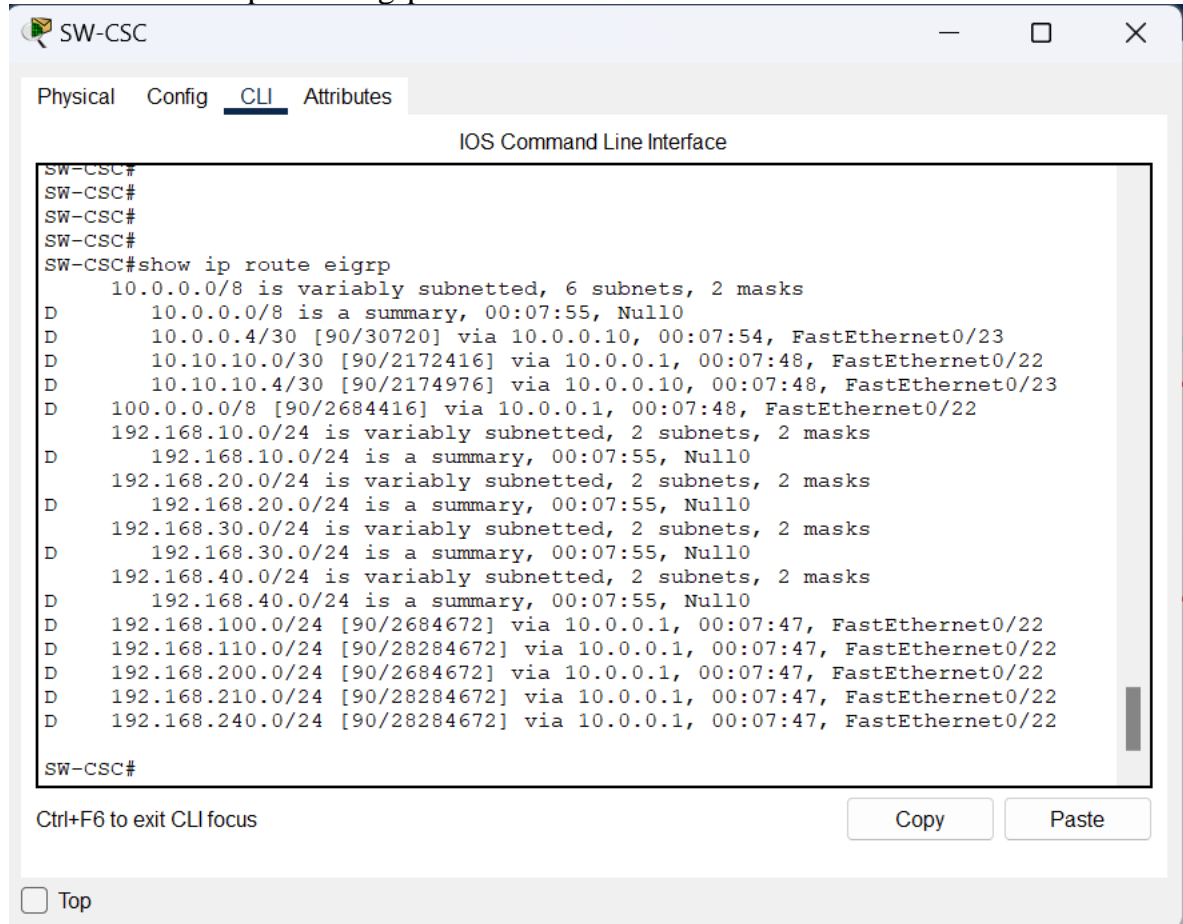 SW-CSC
Physical Config CLI Attributes
IOS Command Line Interface
SW-CSC#
SW-CSC#
SW-CSC#
SW-CSC#
SW-CSC#show ip route eigrp
     10.0.0.0/8 is variably subnetted, 6 subnets, 2 masks
D       10.0.0.0/8 is a summary, 00:07:55, Null0
D       10.0.0.4/30 [90/30720] via 10.0.0.10, 00:07:54, FastEthernet0/23
D       10.10.10.0/30 [90/2172416] via 10.0.0.1, 00:07:48, FastEthernet0/22
D       10.10.10.4/30 [90/2174976] via 10.0.0.10, 00:07:48, FastEthernet0/23
D    100.0.0.0/8 [90/2684416] via 10.0.0.1, 00:07:48, FastEthernet0/22
     192.168.10.0/24 is variably subnetted, 2 subnets, 2 masks
D       192.168.10.0/24 is a summary, 00:07:55, Null0
     192.168.20.0/24 is variably subnetted, 2 subnets, 2 masks
D       192.168.20.0/24 is a summary, 00:07:55, Null0
     192.168.30.0/24 is variably subnetted, 2 subnets, 2 masks
D       192.168.30.0/24 is a summary, 00:07:55, Null0
     192.168.40.0/24 is variably subnetted, 2 subnets, 2 masks
D       192.168.40.0/24 is a summary, 00:07:55, Null0
D    192.168.100.0/24 [90/2684672] via 10.0.0.1, 00:07:47, FastEthernet0/22
D    192.168.110.0/24 [90/28284672] via 10.0.0.1, 00:07:47, FastEthernet0/22
D    192.168.200.0/24 [90/2684672] via 10.0.0.1, 00:07:47, FastEthernet0/22
D    192.168.210.0/24 [90/28284672] via 10.0.0.1, 00:07:47, FastEthernet0/22
D    192.168.240.0/24 [90/28284672] via 10.0.0.1, 00:07:47, FastEthernet0/22
SW-CSC#
Ctrl+F6 to exit CLI focus
Copy
Paste
Top